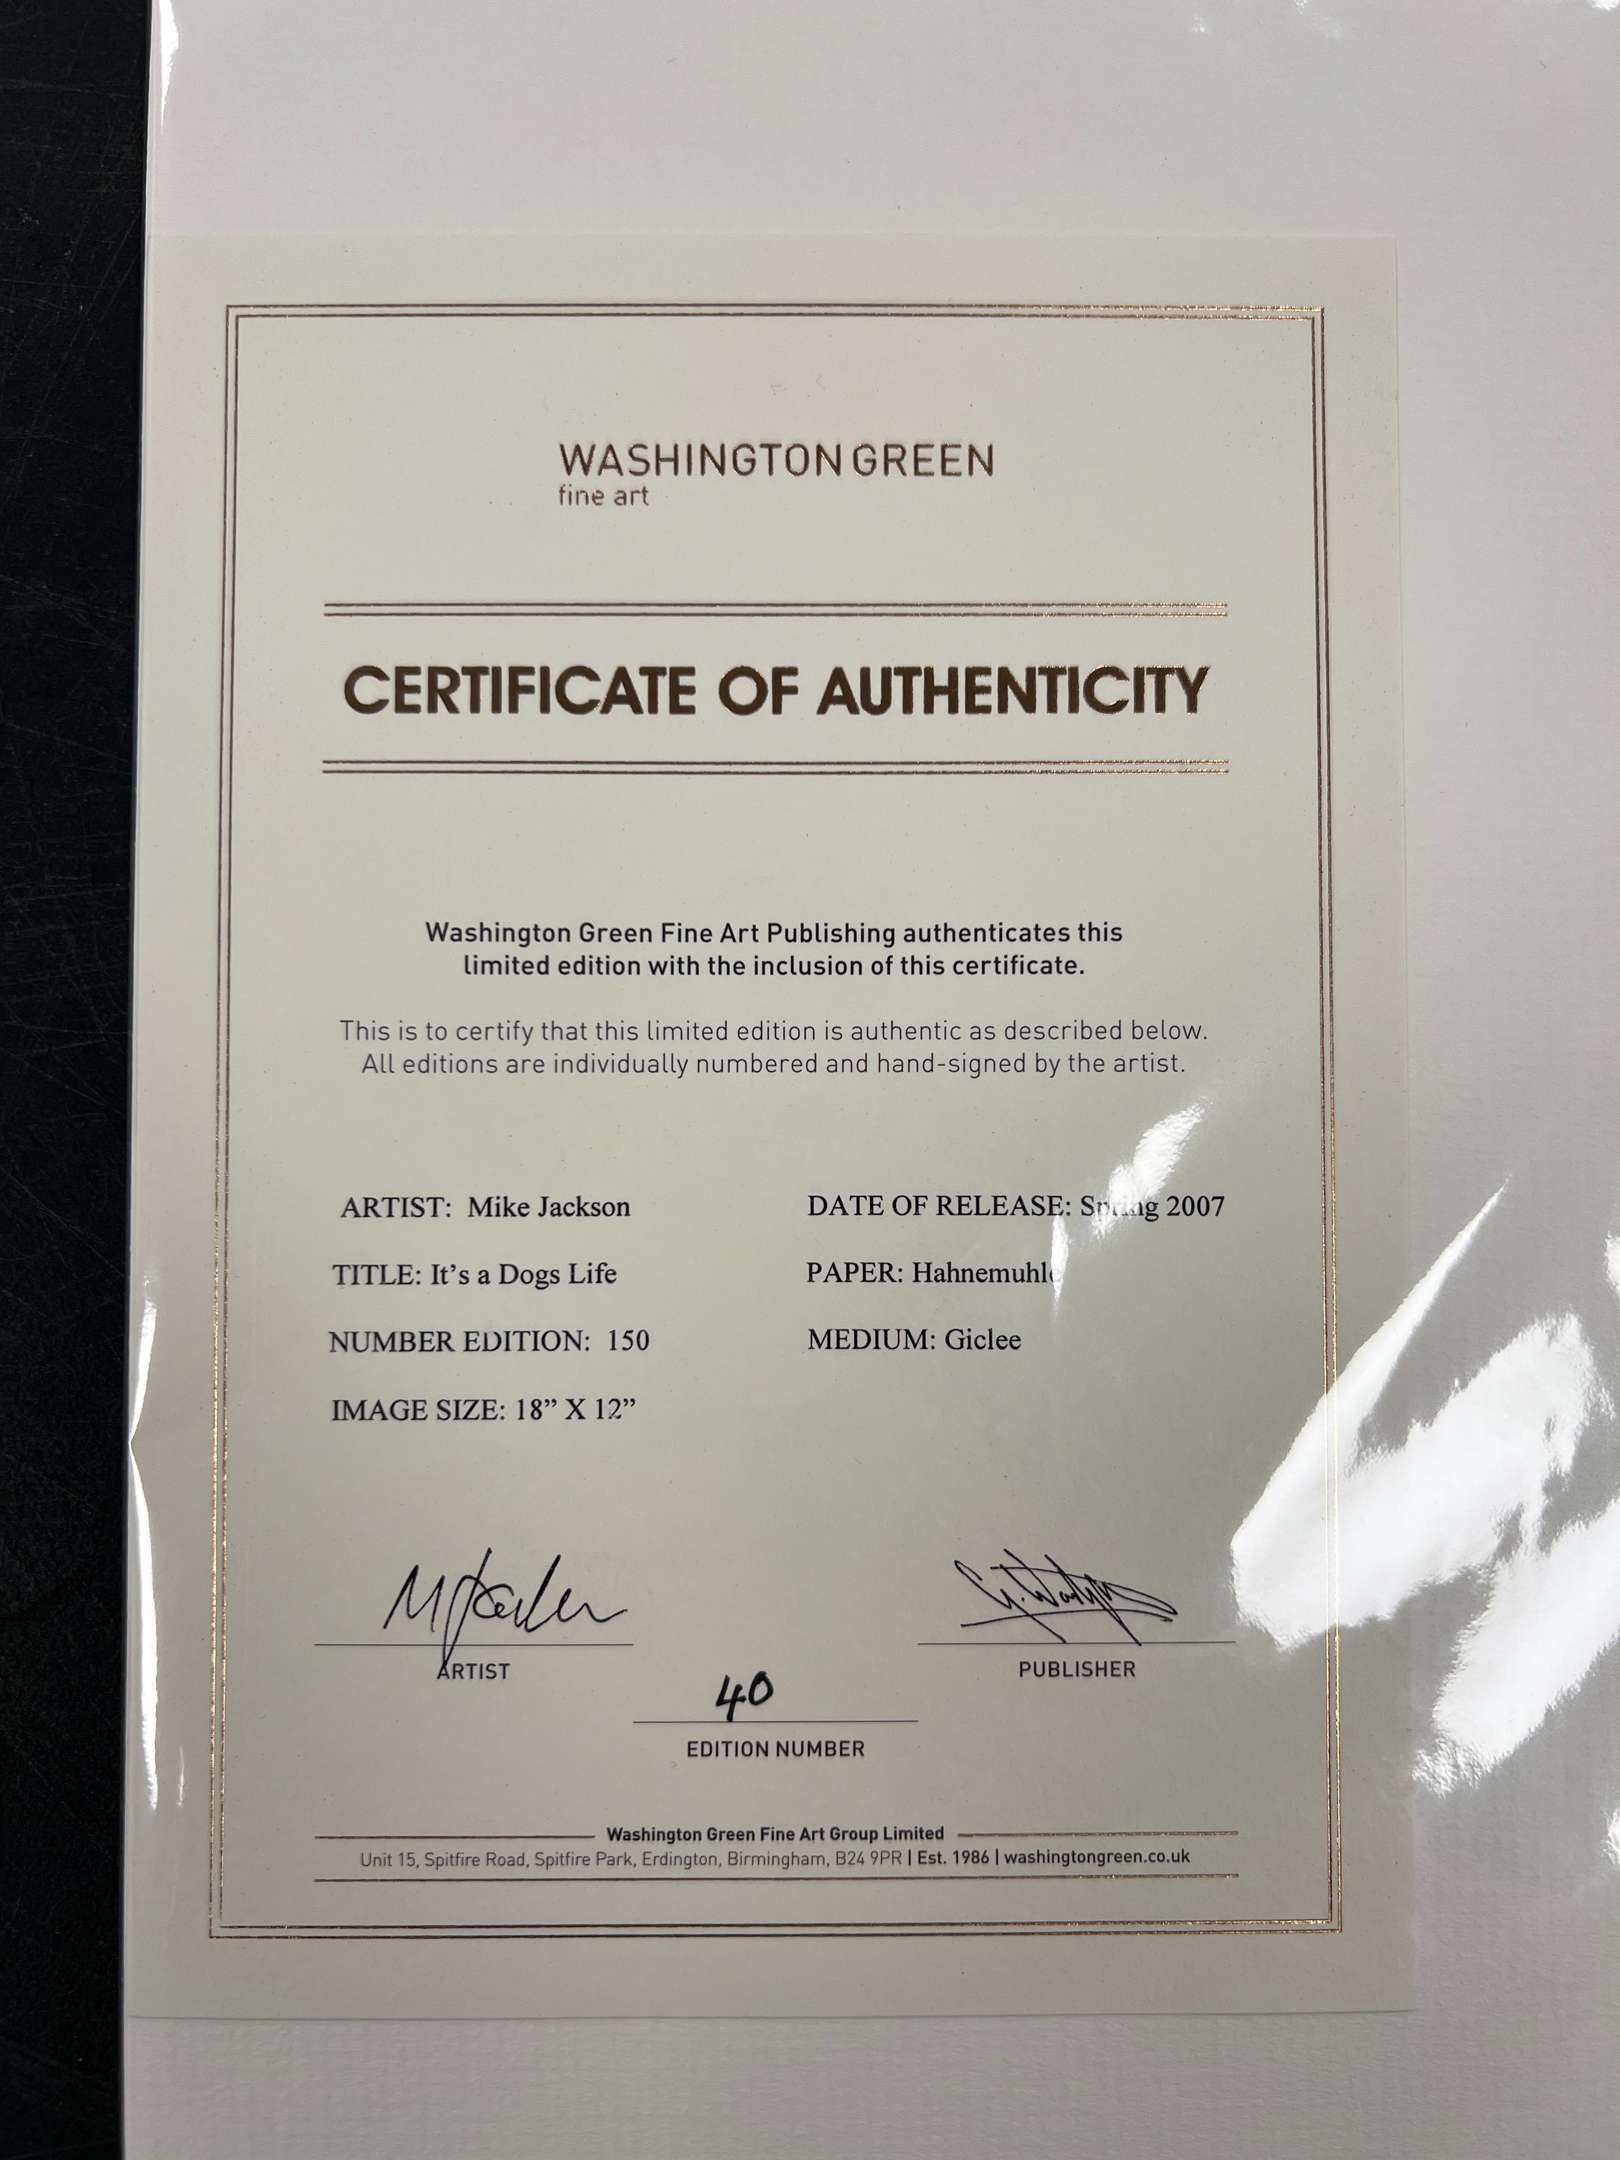 WASHINGTON GREEN
fine art
CERTIFICATE OF AUTHENTICITY
Washington Green Fine Art Publishing authenticates this
limited edition with the inclusion of this certificate.
This is to certify that this limited edition is authentic as described below.
All editions are individually numbered and hand-signed by the artist.
ARTIST: Mike Jackson
DATE OF RELEASE: Spring 2007
TITLE: It’s a Dogs Life
PAPER: Hahnemuhle
NUMBER EDITION: 150
MEDIUM: Giclee
IMAGE SIZE: 18” X 12”
ARTIST
PUBLISHER
40
EDITION NUMBER
Washington Green Fine Art Group Limited
Unit 15, Spitfire Road, Spitfire Park, Erdington, Birmingham, B24 9PR | Est. 1986 | washingtongreen.co.uk